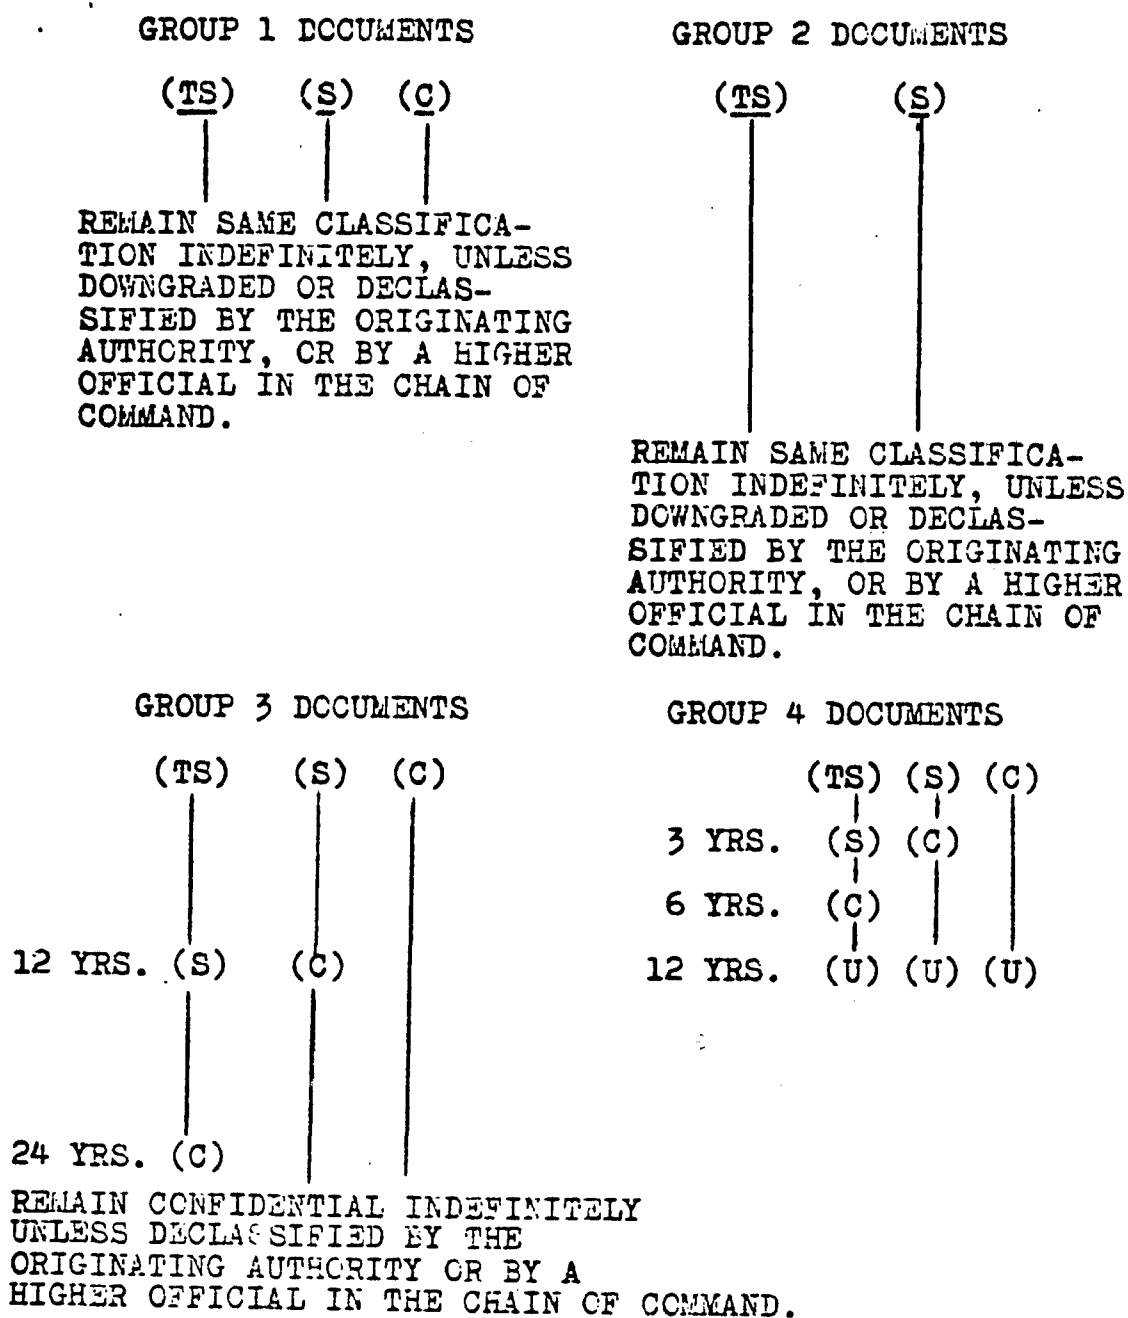 GROUP 1 DOCUMENTS
(TS) (S) (C)
REMAIN SAME CLASSIFICA-
TION INDEFINITELY, UNLESS
DOWNGRADED OR DECLAS-
SIFIED BY THE ORIGINATING
AUTHORITY, OR BY A HIGHER
OFFICIAL IN THE CHAIN OF
COMMAND.
GROUP 2 DOCUMENTS
(TS) (S)
REMAIN SAME CLASSIFICA-
TION INDEFINITELY, UNLESS
DOWNGRADED OR DECLAS-
SIFIED BY THE ORIGINATING
AUTHORITY, OR BY A HIGHER
OFFICIAL IN THE CHAIN OF
COMMAND.
GROUP 3 DOCUMENTS
(TS) (S) (C)
12 YRS. (S) (C)
24 YRS. (C)
REMAIN CONFIDENTIAL INDEFINITELY
UNLESS DECLASSIFIED BY THE
ORIGINATING AUTHORITY OR BY A
HIGHER OFFICIAL IN THE CHAIN OF COMMAND.
GROUP 4 DOCUMENTS
(TS) (S) (C)
3 YRS. (S) (C)
6 YRS. (C)
12 YRS. (U) (U) (U)